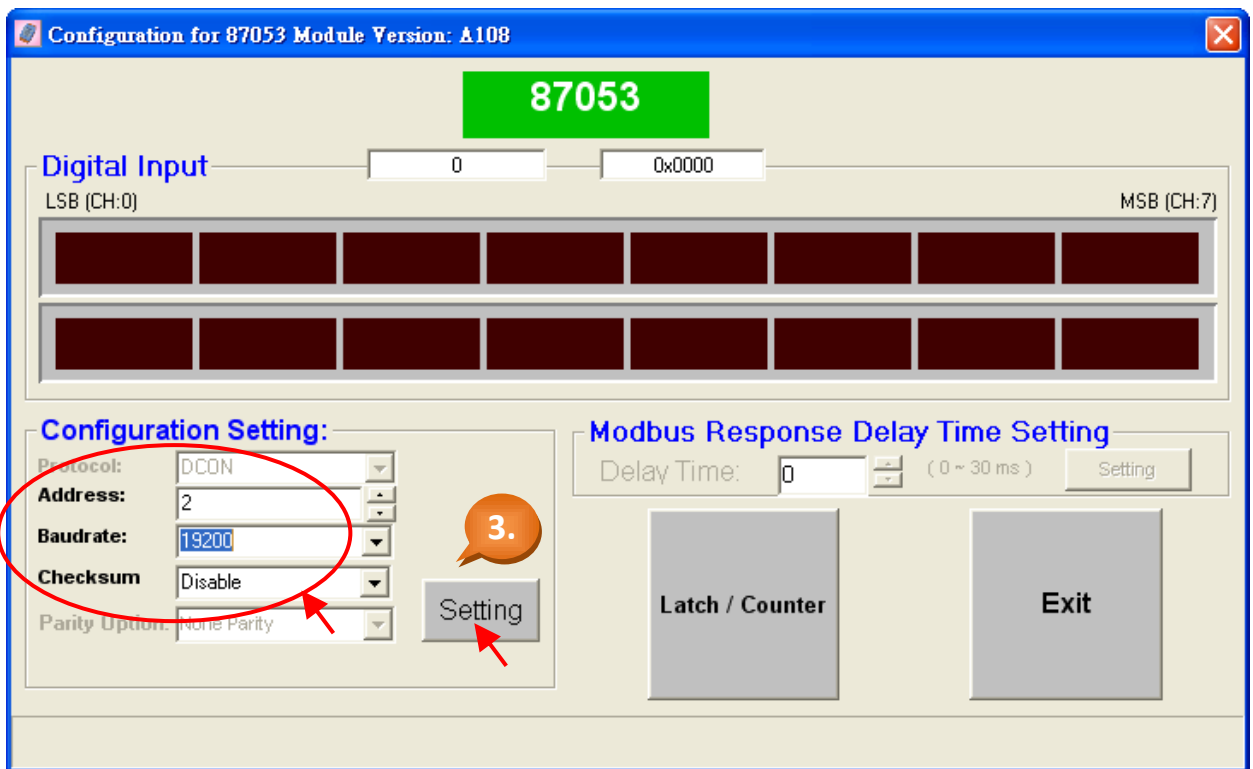 Configuration for 87053 Module Version: A108
87053
Digital Input
0
0x0000
LSB (CH:0)
MSB (CH:7)
Configuration Setting:
Protocol: DCON
Address: 2
Baudrate: 19200
Checksum Disable
Parity Option: None Parity
3.
Setting
Modbus Response Delay Time Setting
Delay Time: 0 ( 0 ~ 30 ms ) Setting
Latch / Counter
Exit